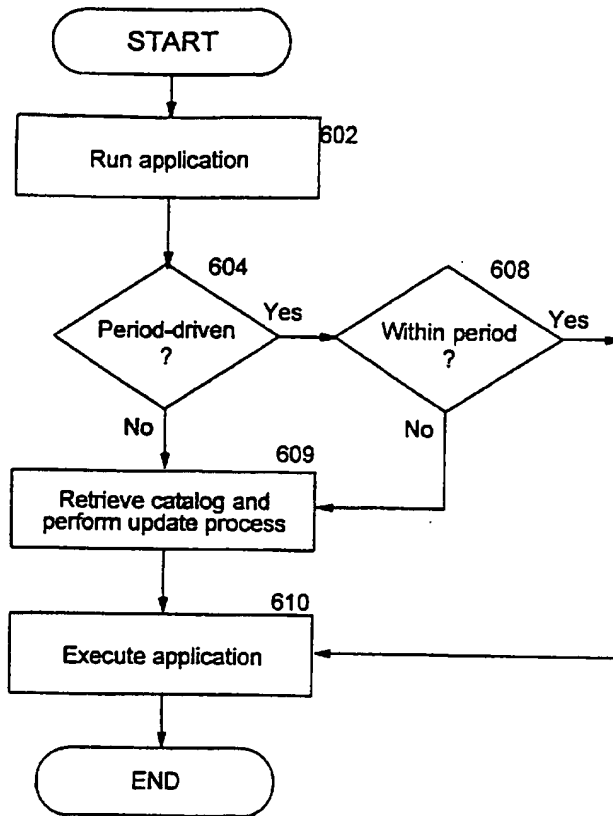 START
602
Run application
604
Period-driven
?
Yes
No
608
Within period
?
Yes
No
609
Retrieve catalog and
perform update process
610
Execute application
END